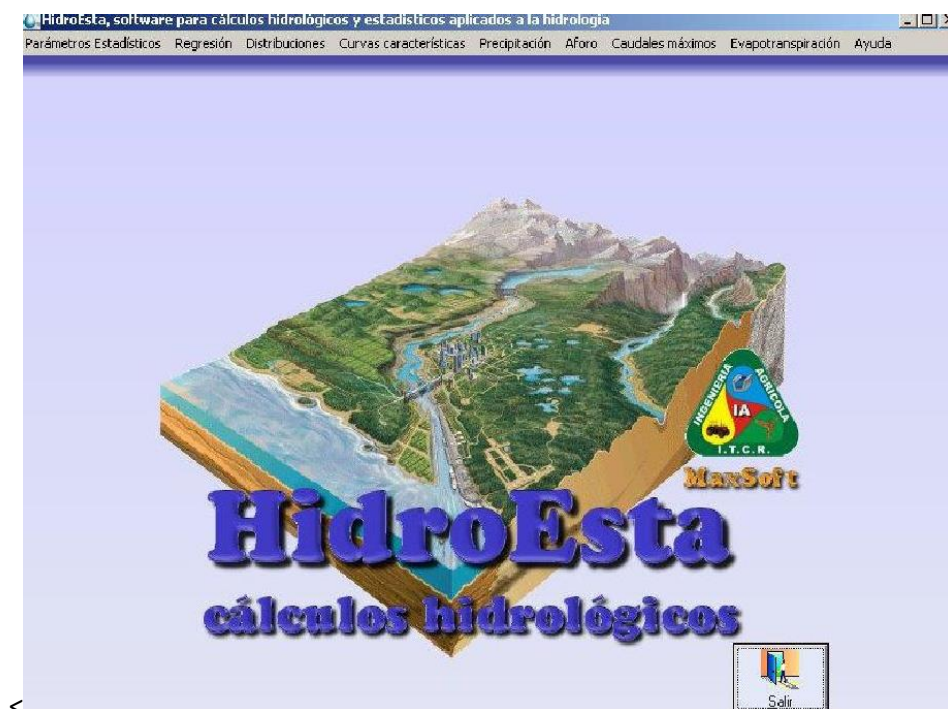 HidroEsta, software para cálculos hidrológicos y estadísticos aplicados a la hidrología
Parámetros Estadísticos Regresión Distribuciones Curvas características Precipitación Aforo Caudales máximos Evapotranspiración Ayuda
INGENIERIA AGRICOLA
IA
I.T.C.R.
MaxSoft
HidroEsta
cálculos hidrológicos
Salir
<